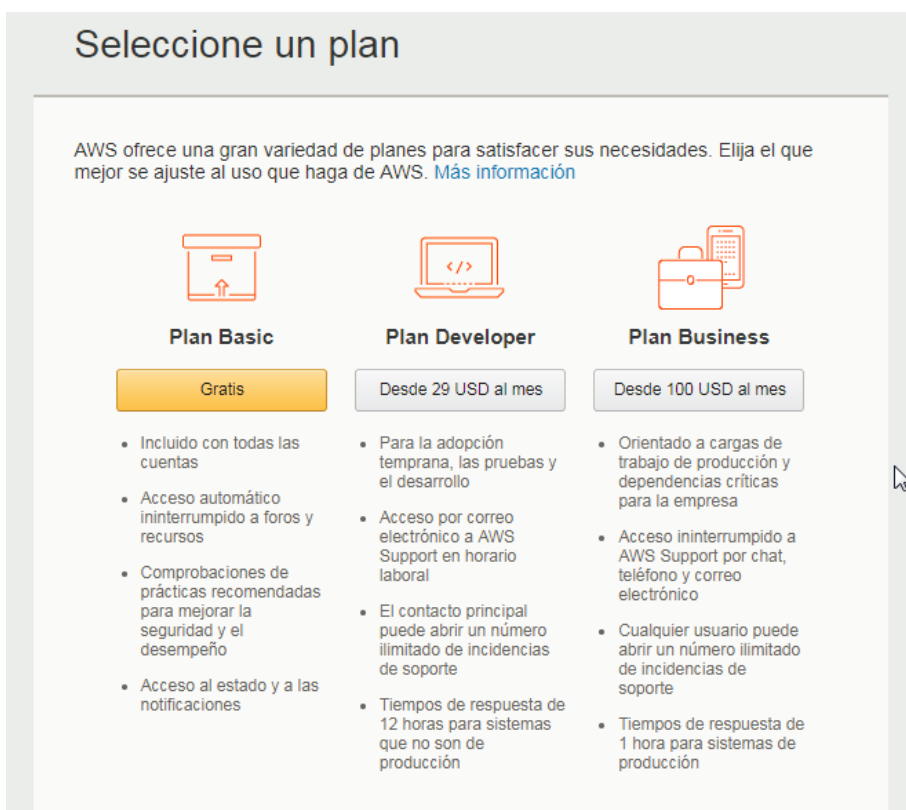 Seleccione un plan
AWS ofrece una gran variedad de planes para satisfacer sus necesidades. Elija el que
mejor se ajuste al uso que haga de AWS. Más información
</>
Plan Basic
Gratis
• Incluido con todas las
cuentas
• Acceso automático
ininterrumpido a foros y
recursos
• Comprobaciones de
prácticas recomendadas
para mejorar la
seguridad y el
desempeño
• Acceso al estado y a las
notificaciones
Plan Developer
Desde 29 USD al mes
• Para la adopción
temprana, las pruebas y
el desarrollo
• Acceso por correo
electrónico a AWS
Support en horario
laboral
• El contacto principal
puede abrir un número
ilimitado de incidencias
de soporte
• Tiempos de respuesta de
12 horas para sistemas
que no son de
producción
Plan Business
Desde 100 USD al mes
• Orientado a cargas de
trabajo de producción y
dependencias críticas
para la empresa
• Acceso ininterrumpido a
AWS Support por chat,
teléfono y correo
electrónico
• Cualquier usuario puede
abrir un número ilimitado
de incidencias de
soporte
• Tiempos de respuesta de
1 hora para sistemas de
producción